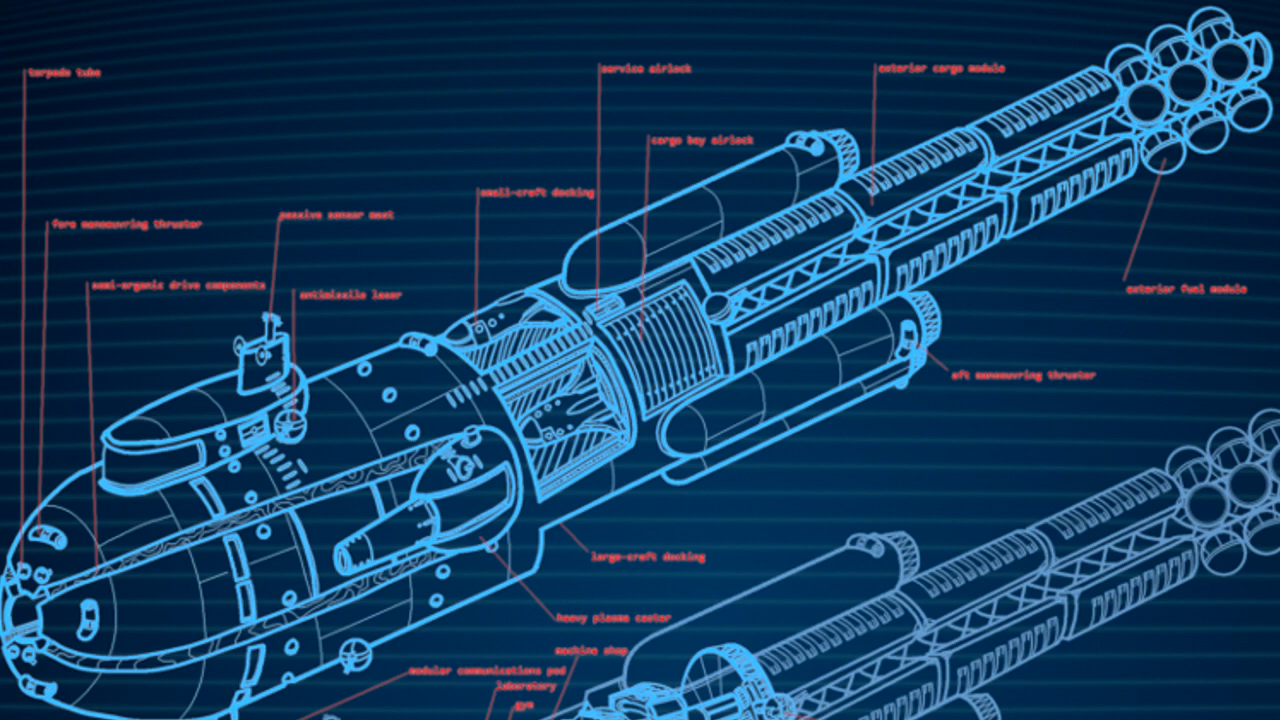 torpedo tube
service airlock
exterior cargo module
cargo bay airlock
small-craft docking
fore manoeuvring thruster
passive sensor mast
semi-organic drive components
antimissile laser
exterior fuel module
aft manoeuvring thruster
large-craft docking
heavy plasma caster
machine shop
modular communications pod
laboratory
gym